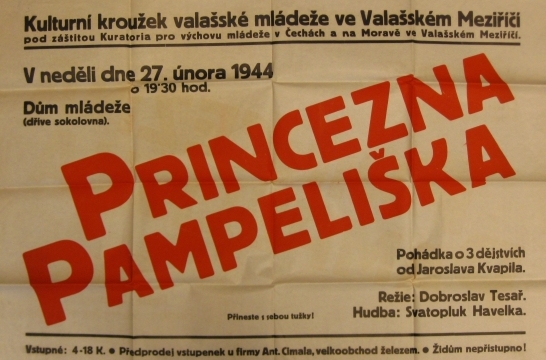 Kulturní kroužek valašské mládeže ve Valašském Meziříčí
pod záštitou Kuratoria pro výchovu mládeže v Čechách a na Moravě ve Valašském Meziříčí.
V neděli dne 27. února 1944
o 19'30 hod.
Dům mládeže
(dříve sokolovna).
PRINCEZNA
PAMPELIŠKA
Pohádka o 3 dějstvích
od Jaroslava Kvapila.
Režie: Dobroslav Tesař.
Hudba: Svatopluk Havelka.
Přineste s sebou tužky!
Vstupné: 4-18 K. • Předprodej vstupenek u firmy Ant. Cimala, velkoobchod železem. • Židům nepřístupno!